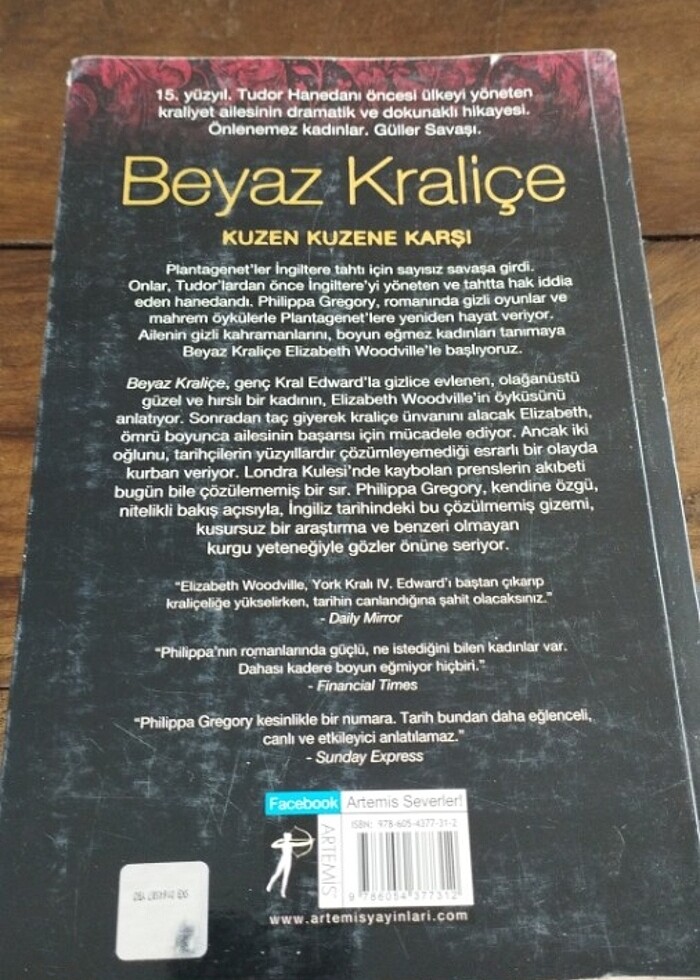 15. yüzyıl. Tudor Hanedanı öncesi ülkeyi yöneten
kraliyet ailesinin dramatik ve dokunaklı hikayesi.
Önlenemez kadınlar. Güller Savaşı.
Beyaz Kraliçe
KUZEN KUZENE KARŞI
Plantagenet'ler İngiltere tahtı için sayısız savaşa girdi.
Onlar, Tudor'lardan önce İngiltere'yi yöneten ve tahtta hak iddia
eden hanedandı. Philippa Gregory, romanında gizli oyunlar ve
mahrem öykülerle Plantagenet'lere yeniden hayat veriyor.
Ailenin gizli kahramanlarını, boyun eğmez kadınları tanımaya
Beyaz Kraliçe Elizabeth Woodville'le başlıyoruz.
Beyaz Kraliçe, genç Kral Edward'la gizlice evlenen, olağanüstü
güzel ve hırslı bir kadının, Elizabeth Woodville'in öyküsünü
anlatıyor. Sonradan taç giyerek kraliçe ünvanını alacak Elizabeth,
ömrü boyunca ailesinin başarısı için mücadele ediyor. Ancak iki
oğlunu, tarihçilerin yüzyıllardır çözümleyemediği esrarlı bir olayda
kurban veriyor. Londra Kulesi'nde kaybolan prenslerin akıbeti
bugün bile çözülememiş bir sır. Philippa Gregory, kendine özgü,
nitelikli bakış açısıyla, İngiliz tarihindeki bu çözülmemiş gizemi,
kusursuz bir araştırma ve benzeri olmayan
kurgu yeteneğiyle gözler önüne seriyor.
"Elizabeth Woodville, York Kralı IV. Edward'ı baştan çıkarıp
kraliçeliğe yükselirken, tarihin canlandığına şahit olacaksınız."
- Daily Mirror
"Philippa'nın romanlarında güçlü, ne istediğini bilen kadınlar var.
Dahası kadere boyun eğmiyor hiçbiri."
- Financial Times
"Philippa Gregory kesinlikle bir numara. Tarih bundan daha eğlenceli,
canlı ve etkileyici anlatılamaz."
- Sunday Express
Facebook Artemis Severler!
ISBN: 978-605-4377-31-2
ARTEMIS
9 786054 377312
www.artemisyayinlari.com